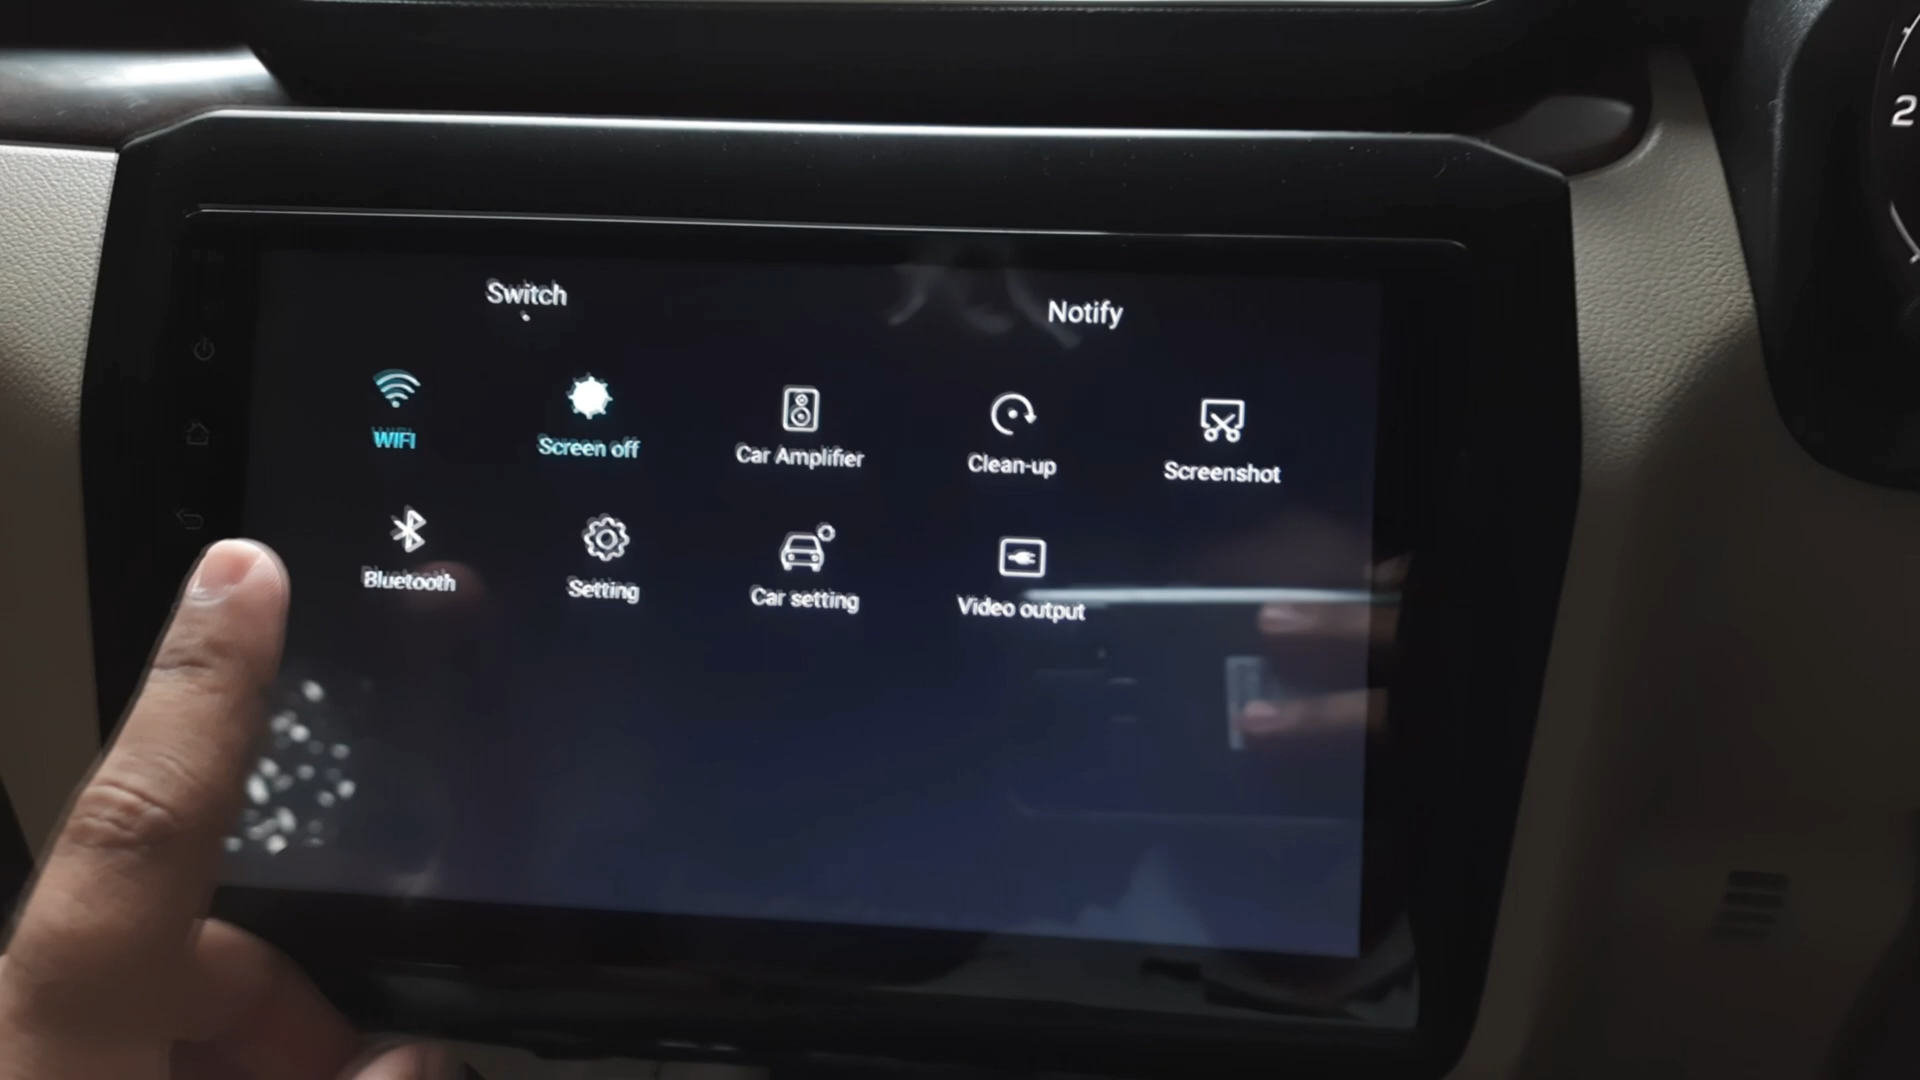 Switch
Notify
WIFI
Screen off
Car Amplifier
Clean-up
Screenshot
Bluetooth
Setting
Car setting
Video output
2